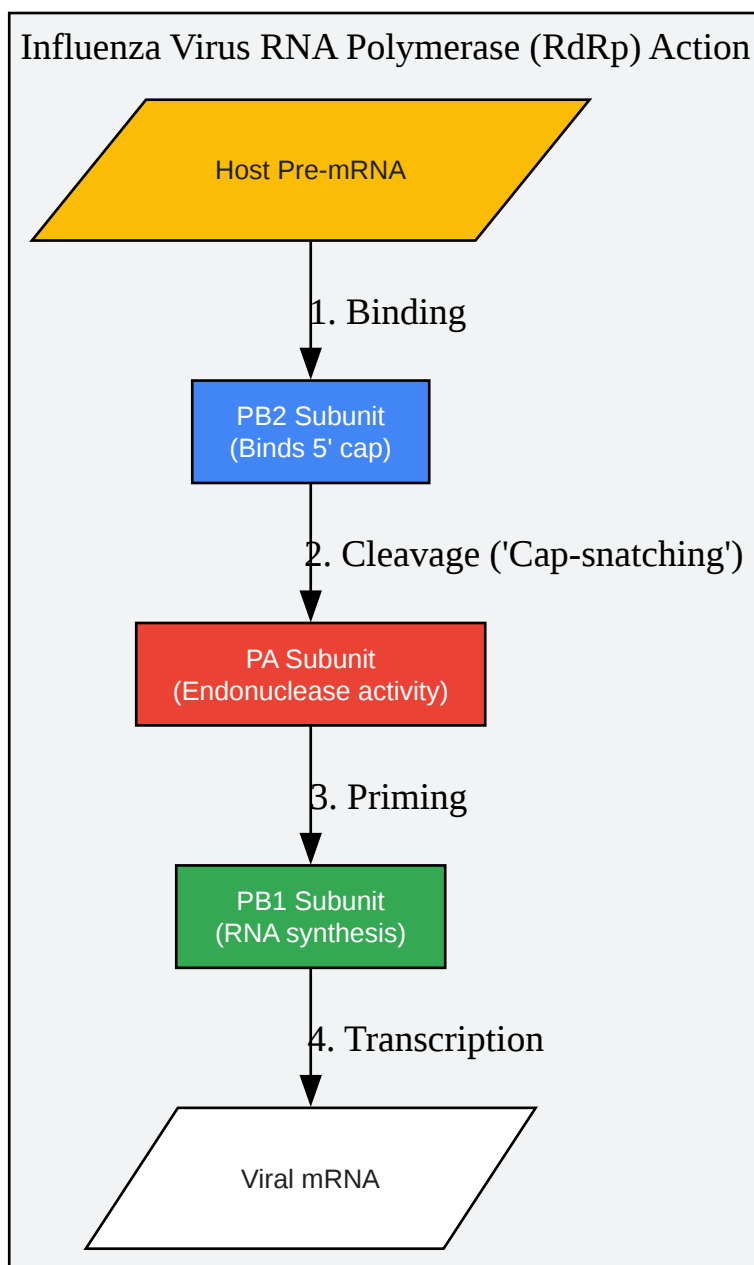 Influenza Virus RNA Polymerase (RdRp) Action
Host Pre-mRNA
1. Binding
PB2 Subunit
(Binds 5' cap)
2. Cleavage ('Cap-snatching')
PA Subunit
(Endonuclease activity)
3. Priming
PB1 Subunit
(RNA synthesis)
4. Transcription
Viral mRNA